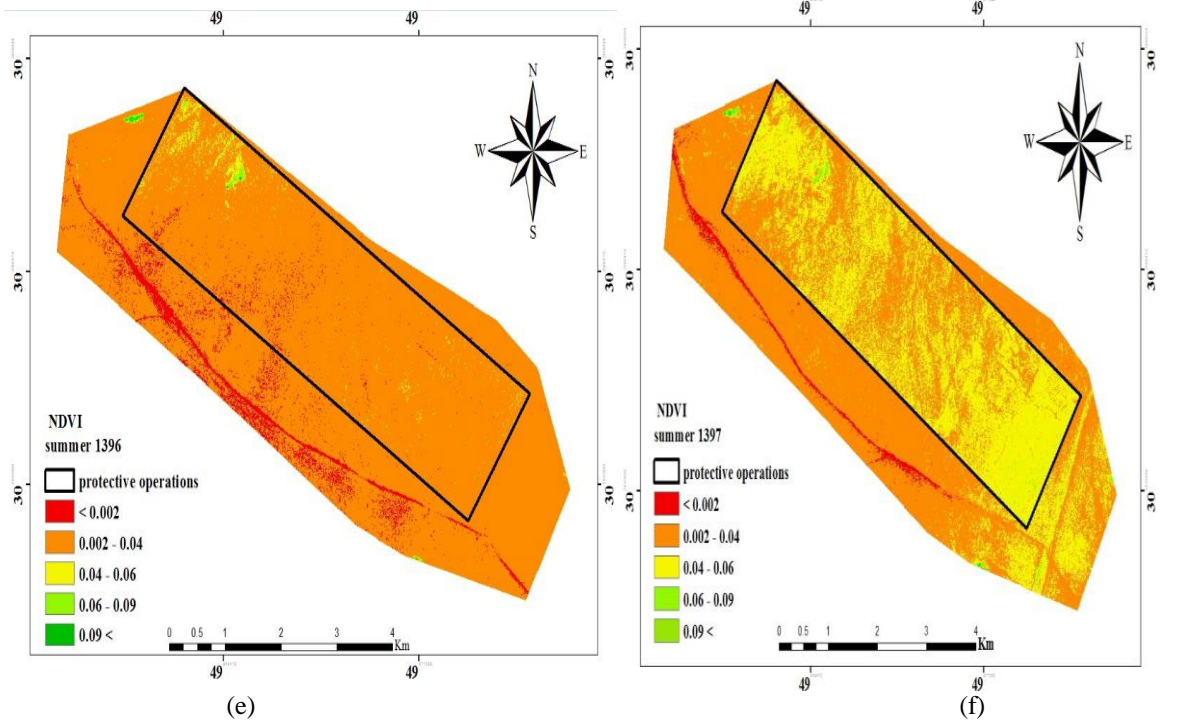 49 49
30
30
30
N
W E
S
NDVI
summer 1396
protective operations
< 0.002
0.002 - 0.04
0.04 - 0.06
0.06 - 0.09
0.09 <
0 0.5 1 2 3 4
Km
49 49
(e)
49 49
30
30
30
30
30
30
N
W E
S
NDVI
summer 1397
protective operations
< 0.002
0.002 - 0.04
0.04 - 0.06
0.06 - 0.09
0.09 <
0 0.5 1 2 3 4
Km
49 49
(f)